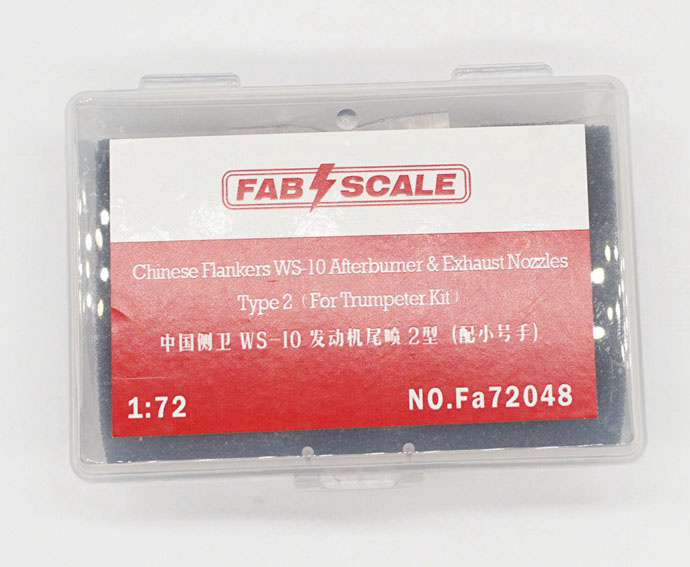 FAB SCALE
Chinese Flankers WS-10 Afterburner & Exhaust Nozzles
Type 2 (For Trumpeter Kit)
中国侧卫 WS-10 发动机尾喷 2型 (配小号手)
1:72
NO.Fa72048